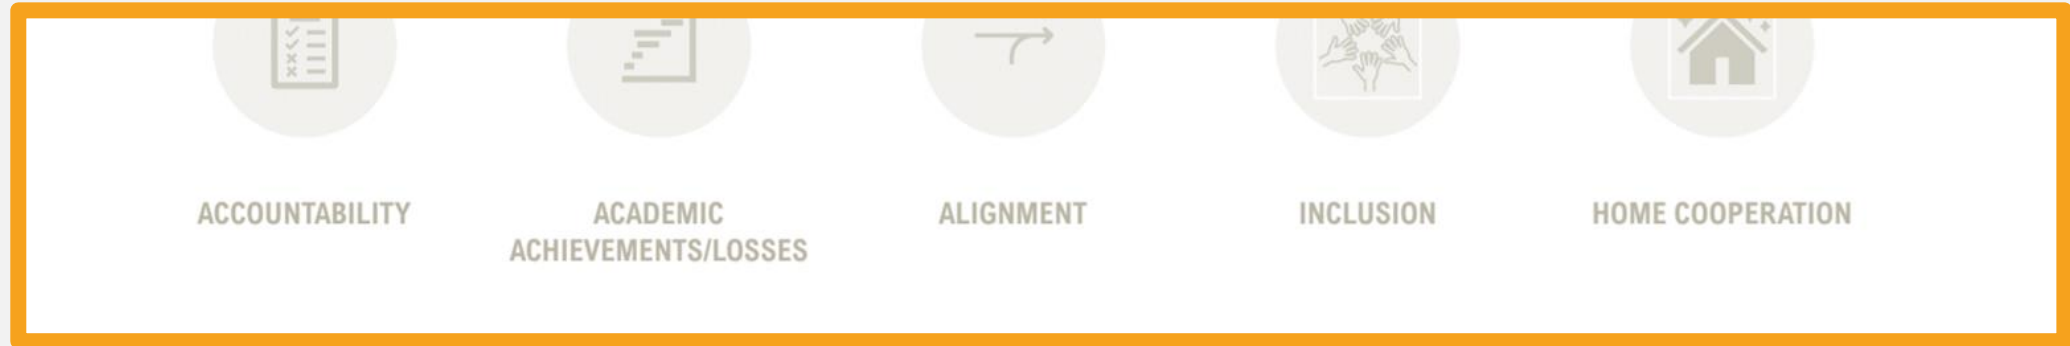 ACCOUNTABILITY
ACADEMIC
ACHIEVEMENTS/LOSSES
ALIGNMENT
INCLUSION
HOME COOPERATION